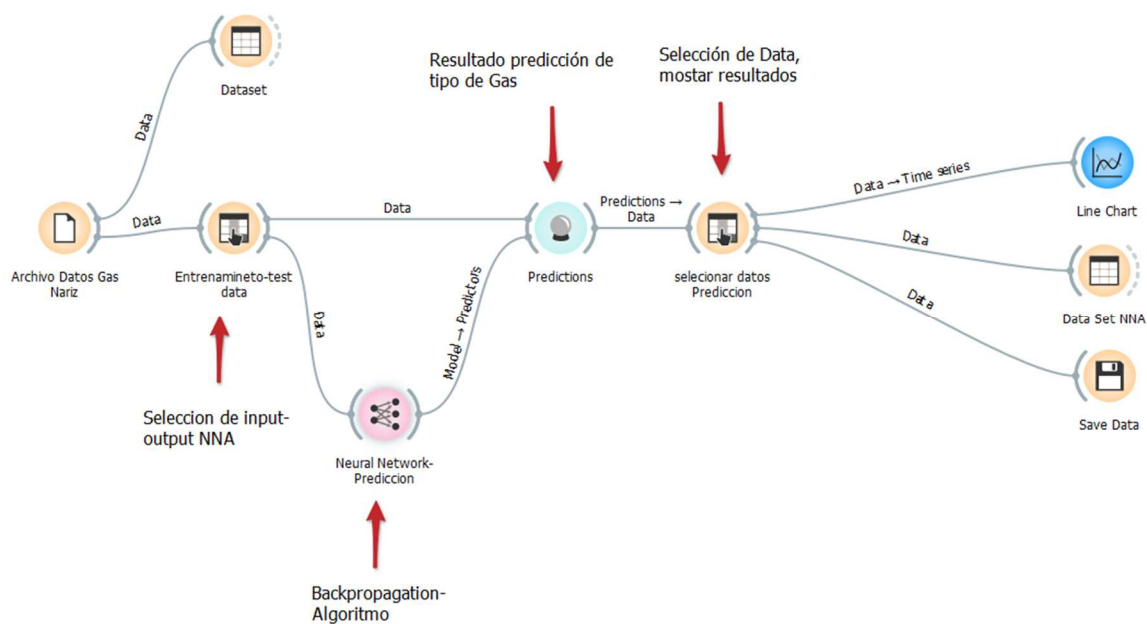 Resultado predicción de
tipo de Gas
Selección de Data,
mostar resultados
Dataset
Data
Data
Data
Predictions →
Data
Data → Time series
Data
Data
Line Chart
Archivo Datos Gas
Nariz
Entrenamineto-test
data
Predictions
selecionar datos
Prediccion
Data Set NNA
Data
Model → Predictors
Save Data
Seleccion de input-
output NNA
Neural Network-
Prediccion
Backpropagation-
Algoritmo